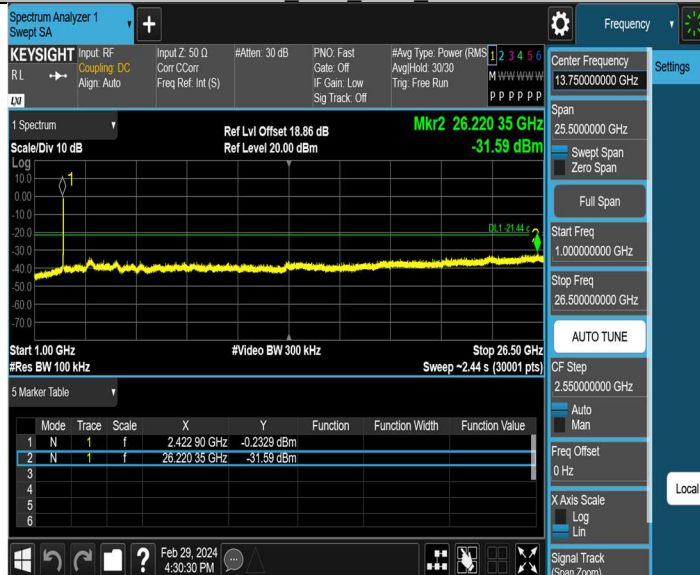 Spectrum Analyzer 1
Swept SA
Frequency
Settings
KEYSIGHT
RL
LXI
Input: RF
Coupling: DC
Align: Auto
Input Z: 50 Ω
Corr CCorr
Freq Ref: Int (S)
#Atten: 30 dB
PNO: Fast
Gate: Off
IF Gain: Low
Sig Track: Off
#Avg Type: Power (RMS
Avg|Hold: 30/30
Trig: Free Run
1 2 3 4 5 6
M W W W W W
P P P P P P
1 Spectrum
Scale/Div 10 dB
Ref Lvl Offset 18.86 dB
Ref Level 20.00 dBm
Mkr2 26.220 35 GHz
-31.59 dBm
Log
10.0
0.00
-10.0
-20.0
-30.0
-40.0
-50.0
-60.0
-70.0
1
DL1 -21.44
2
Start 1.00 GHz
#Res BW 100 kHz
#Video BW 300 kHz
Stop 26.50 GHz
Sweep ~2.44 s (30001 pts)
5 Marker Table
Mode Trace Scale X Y Function Function Width Function Value
1 N 1 f 2.422 90 GHz -0.2329 dBm
2 N 1 f 26.220 35 GHz -31.59 dBm
3
4
5
6
Feb 29, 2024
4:30:30 PM
Center Frequency
13.750000000 GHz
Span
25.5000000 GHz
Swept Span
Zero Span
Full Span
Start Freq
1.000000000 GHz
Stop Freq
26.500000000 GHz
AUTO TUNE
CF Step
2.550000000 GHz
Auto
Man
Freq Offset
0 Hz
X Axis Scale
Log
Lin
Signal Track
(Span Zoom)
Local